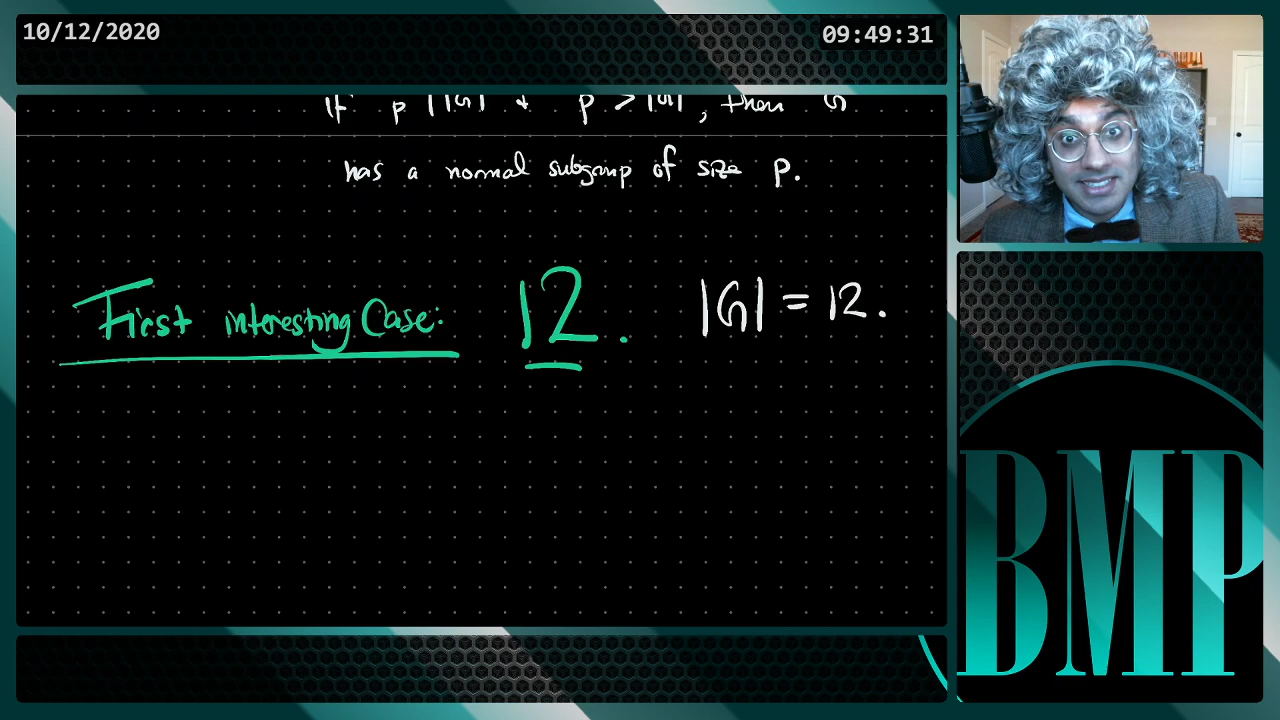 10/12/2020
09:49:31
If p | |G| & p > |G|, then G
has a normal subgroup of size p.
First interesting Case: 12. |G| = 12.
BMP